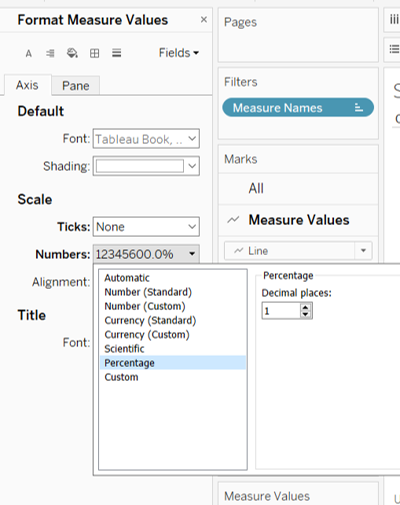 Format Measure Values
Fields
Axis
Pane
Default
Font: Tableau Book, ..
Shading:
Scale
Ticks: None
Numbers: 12345600.0%
Alignment:
Title
Font:
Automatic
Number (Standard)
Number (Custom)
Currency (Standard)
Currency (Custom)
Scientific
Percentage
Custom
Percentage
Decimal places:
1
Pages
Filters
Measure Names
Marks
All
Measure Values
Line
Measure Values